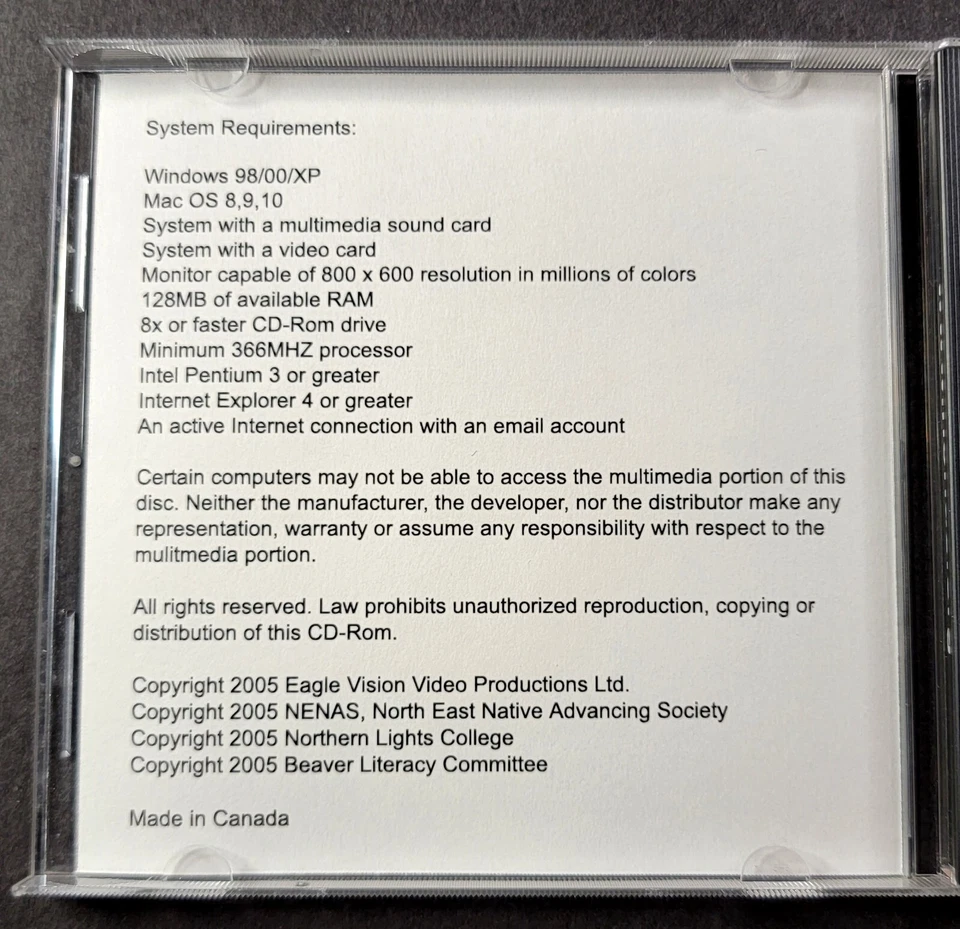 System Requirements:
Windows 98/00/XP
Mac OS 8,9,10
System with a multimedia sound card
System with a video card
Monitor capable of 800 x 600 resolution in millions of colors
128MB of available RAM
8x or faster CD-Rom drive
Minimum 366MHZ processor
Intel Pentium 3 or greater
Internet Explorer 4 or greater
An active Internet connection with an email account
Certain computers may not be able to access the multimedia portion of this
disc. Neither the manufacturer, the developer, nor the distributor make any
representation, warranty or assume any responsibility with respect to the
mulitmedia portion.
All rights reserved. Law prohibits unauthorized reproduction, copying or
distribution of this CD-Rom.
Copyright 2005 Eagle Vision Video Productions Ltd.
Copyright 2005 NENAS, North East Native Advancing Society
Copyright 2005 Northern Lights College
Copyright 2005 Beaver Literacy Committee
Made in Canada